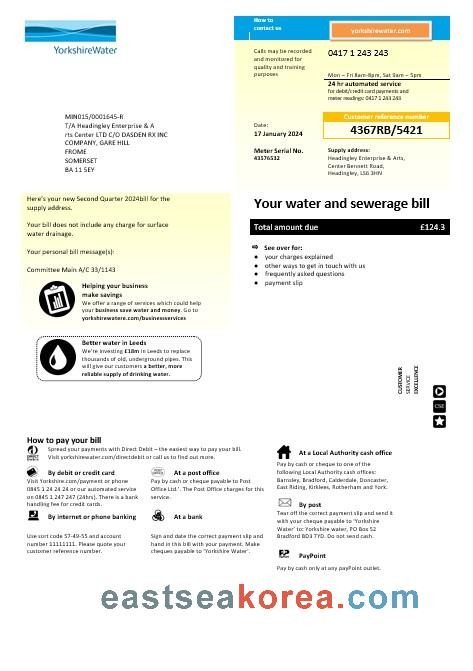 YorkshireWater
How to
contact us
yorkshirewater.com
Calls may be recorded
and monitored for
quality and training
purposes
0417 1 243 243
Mon – Fri 8am-8pm, Sat 9am – 5pm
24 hr automated service
for debit/credit card payments and
meter readings: 0417 1 243 243
Customer reference number
4367RB/5421
Date:
17 January 2024
Meter Serial No.
43576532
Supply address:
Headingley Enterprise & Arts,
Center Bennett Road,
Headingley, LS6 3HN
MIN015/0001645-R
T/A Headingley Enterprise & A
rts Center LTD C/O DASDEN RX INC
COMPANY, GARE HILL
FROME
SOMERSET
BA 11 5EY
Here's your new Second Quarter 2024bill for the
supply address.
Your bill does not include any charge for surface
water drainage.
Your personal bill message(s):
Committee Main A/C 33/1143
Helping your business
make savings
We offer a range of services which could help
your business save water and money. Go to
yorkshirewatere.com/businesservices
Better water in Leeds
We're investing £18m in Leeds to replace
thousands of old, underground pipes. This
will give our customers a better, more
reliable supply of drinking water.
Your water and sewerage bill
Total amount due £124.3
See over for:
● your charges explained
● other ways to get in touch with us
● frequently asked questions
● payment slip
CUSTOMER
SERVICE
EXCELLENCE
CSE
How to pay your bill
Spread your payments with Direct Debit – the easiest way to pay your bill.
Visit yorkshirewater.com/directdebit or call us to find out more.
By debit or credit card
Visit Yorkshire.com/payment or phone
0845 1 24 24 24 or our automated service
on 0845 1 247 247 (24hrs). There is a bank
handling fee for credit cards.
By internet or phone banking
Use sort code 57-49-55 and account
number 11111111. Please quote your
customer reference number.
At a post office
Pay by cash or cheque payable to Post
Office Ltd.'. The Post Office charges for this
service.
At a bank
Sign and date the correct payment slip and
hand in this bill with your payment. Make
cheques payable to 'Yorkshire Water'.
At a Local Authority cash office
Pay by cash or cheque to one of the
following Local Authority cash offices:
Barnsley, Bradford, Calderdale, Doncaster,
East Riding, Kirklees, Rotherham and York.
By post
Tear off the correct payment slip and send it
with your cheque payable to 'Yorkshire
Water' to: Yorkshire water, PO Box 52
Bradford BD3 7YD. Do not send cash.
PayPoint
Pay by cash only at any payPoint outlet.
eastseakorea.com